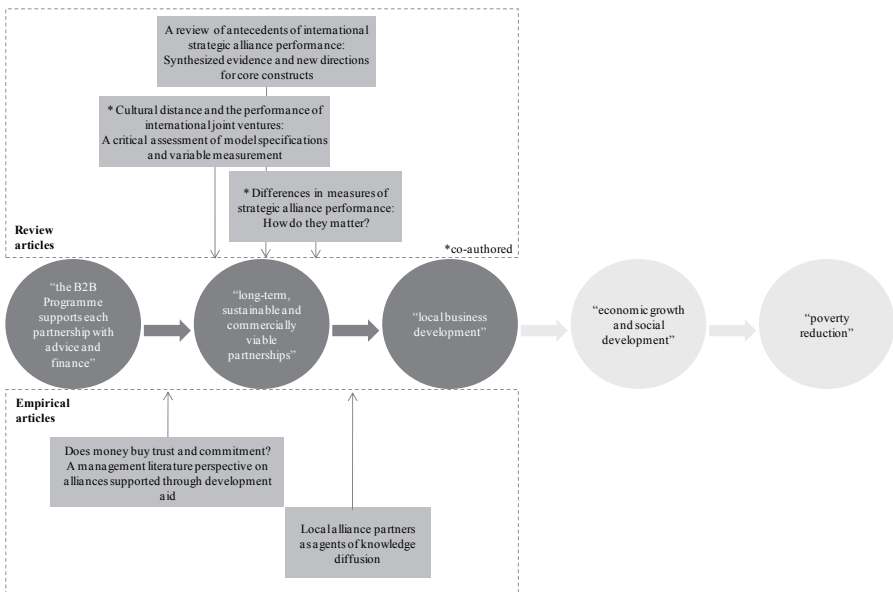 A review of antecedents of international
strategic alliance performance:
Synthesized evidence and new directions
for core constructs
* Cultural distance and the performance of
international joint ventures:
A critical assessment of model specifications
and variable measurement
* Differences in measures of
strategic alliance performance:
How do they matter?
Review
articles
*co-authored
“the B2B
Programme
supports each
partnership with
advice and
finance”
“long-term,
sustainable and
commercially
viable
partnerships”
“local business
development”
“economic growth
and social
development”
“poverty
reduction”
Empirical
articles
Does money buy trust and commitment?
A management literature perspective on
alliances supported through development
aid
Local alliance partners
as agents of knowledge
diffusion